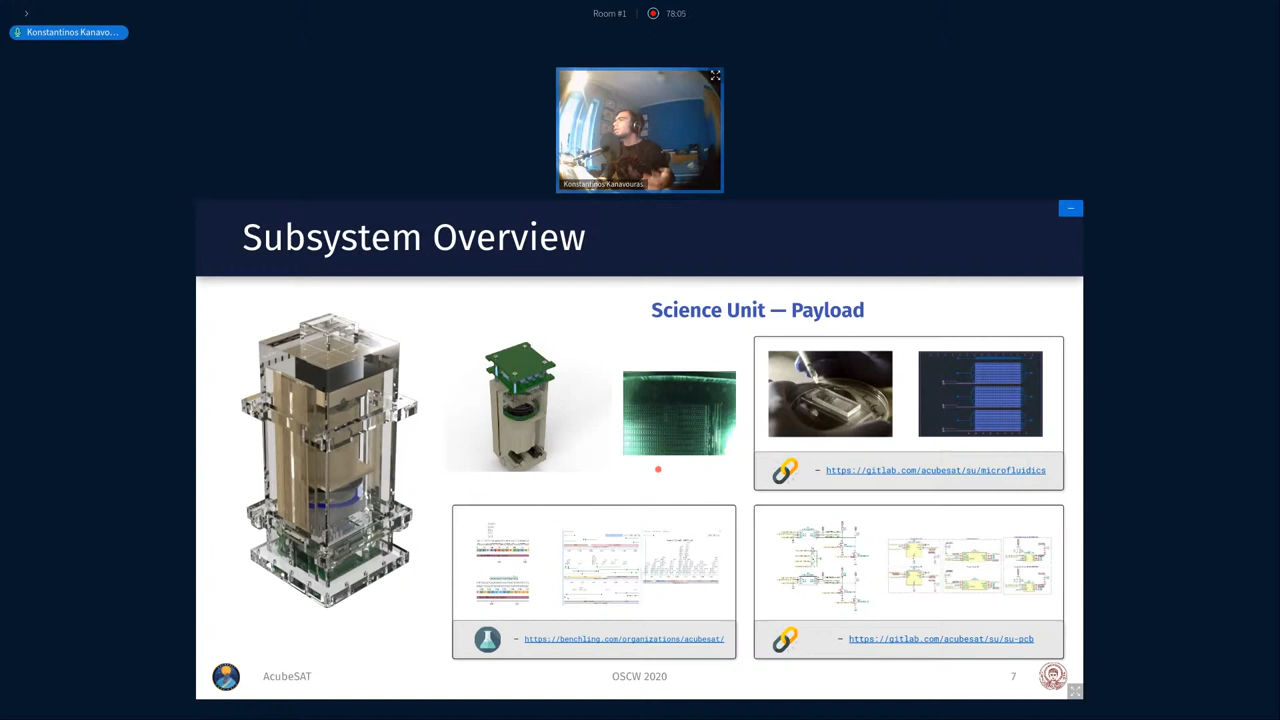 Room #1
78:05
Konstantinos Kanavo...
Konstantinos Kanavouras
Subsystem Overview
Science Unit — Payload
– https://gitlab.com/acubesat/su/microfluidics
– https://benchling.com/organizations/acubesat/
– https://gitlab.com/acubesat/su/su-pcb
AcubeSAT
OSCW 2020
7